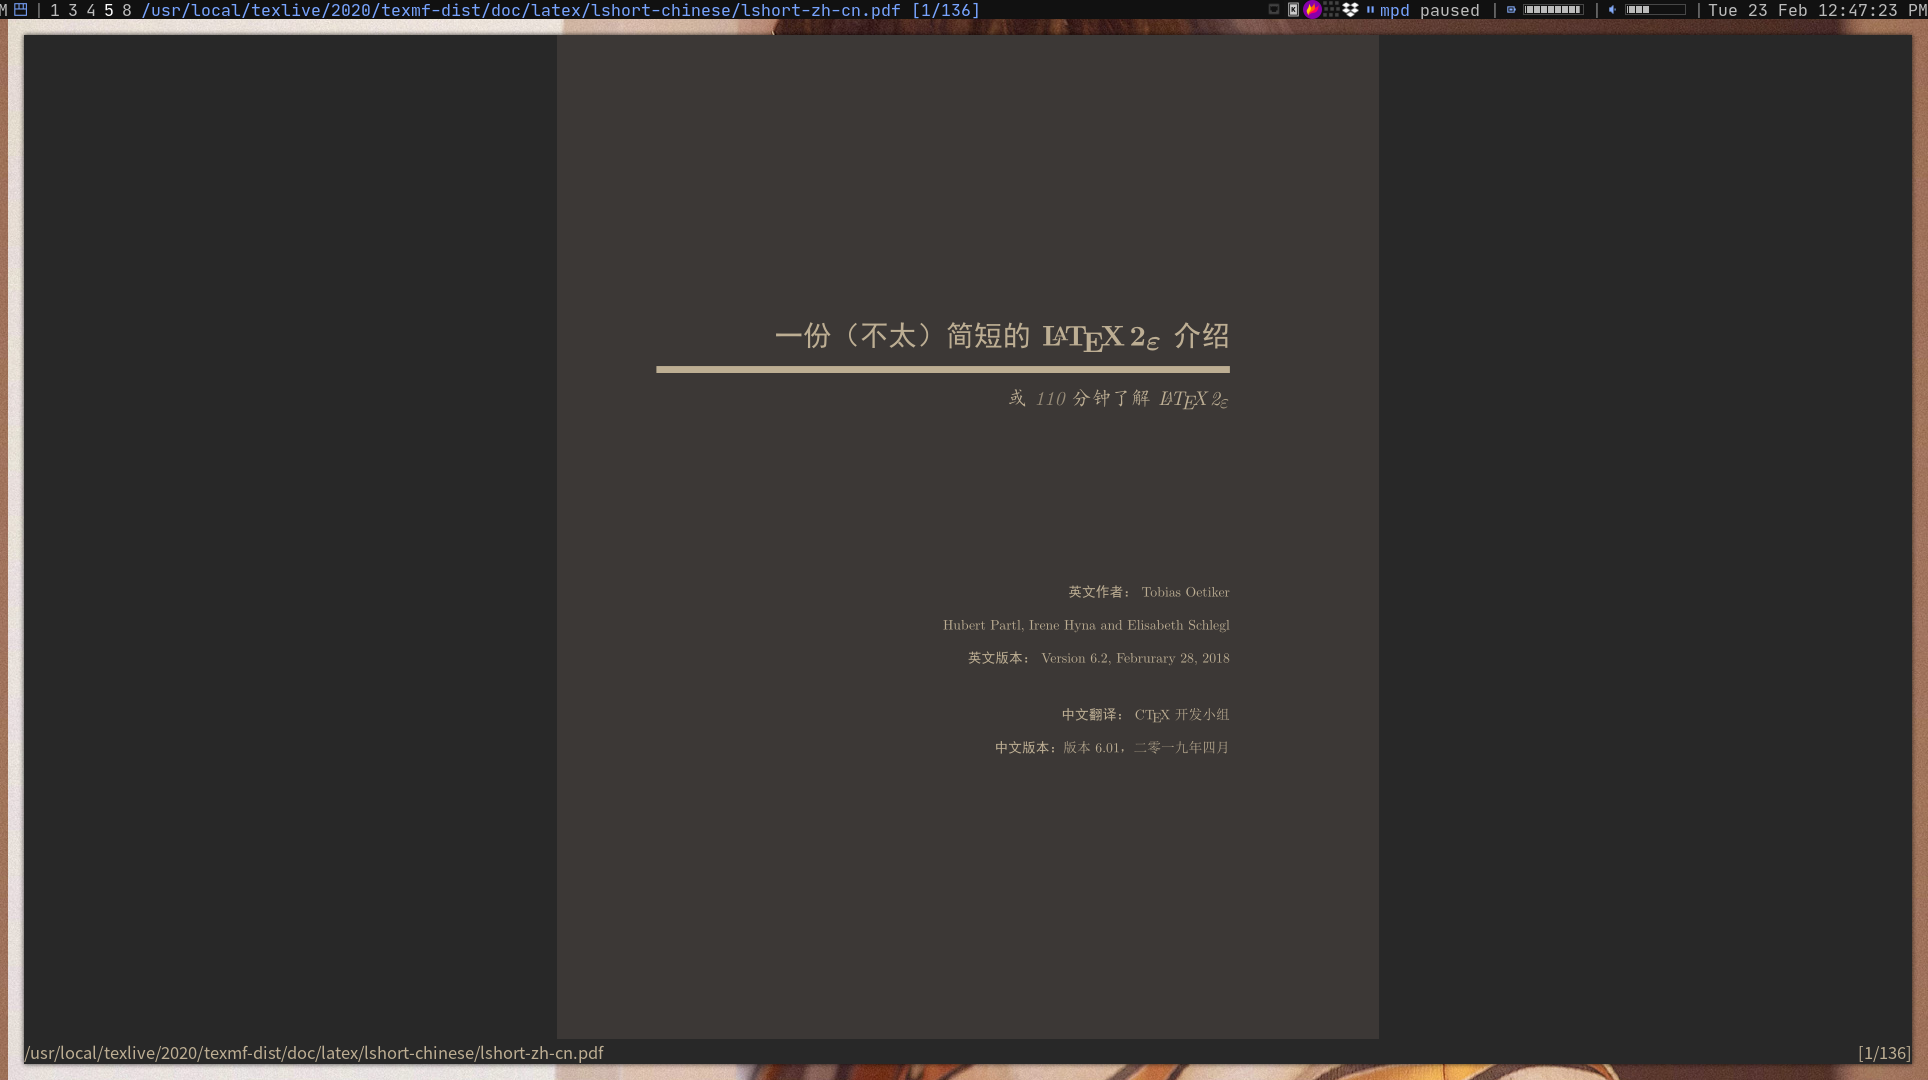 M | 1 3 4 5 8 /usr/local/texlive/2020/texmf-dist/doc/latex/lshort-chinese/lshort-zh-cn.pdf [1/136] mpd paused | | | Tue 23 Feb 12:47:23 PM
一份（不太）简短的 LATEX 2ε 介绍
或 110 分钟了解 LATEX 2ε
英文作者： Tobias Oetiker
Hubert Partl, Irene Hyna and Elisabeth Schlegl
英文版本： Version 6.2, Februrary 28, 2018
中文翻译： CTEX 开发小组
中文版本：版本 6.01，二零一九年四月
/usr/local/texlive/2020/texmf-dist/doc/latex/lshort-chinese/lshort-zh-cn.pdf [1/136]